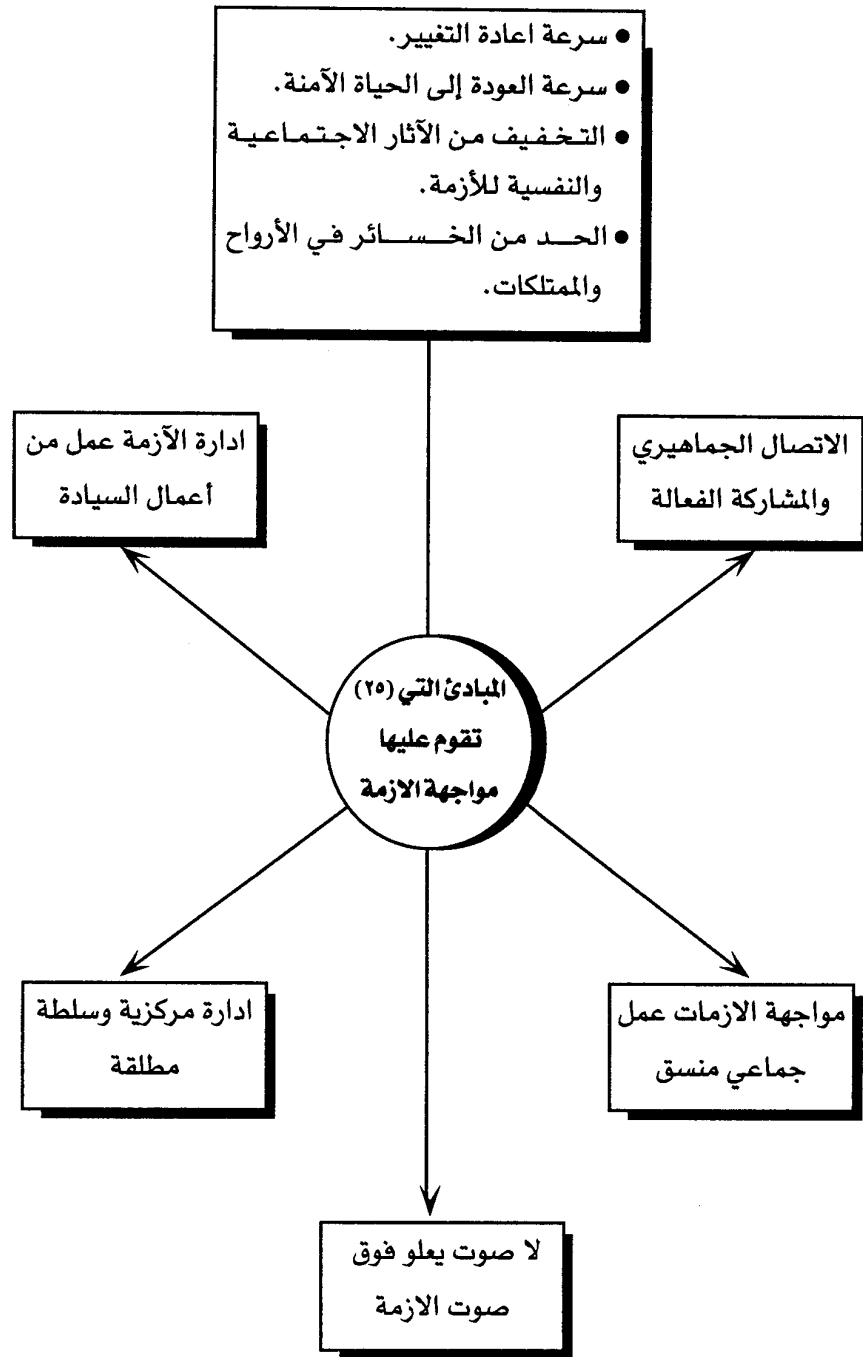 ● سرعة اعادة التغيير.
● سرعة العودة إلى الحياة الآمنة.
● التخفيف من الآثار الاجتماعية
والنفسية للأزمة.
● الحد من الخسائر في الأرواح
والممتلكات.
الاتصال الجماهيري
والمشاركة الفعالة
ادارة الآزمة عمل من
أعمال السيادة
المبادئ التي (٢٥)
تقوم عليها
مواجهة الازمة
مواجهة الازمات عمل
جماعي منسق
ادارة مركزية وسلطة
مطلقة
لا صوت يعلو فوق
صوت الازمة